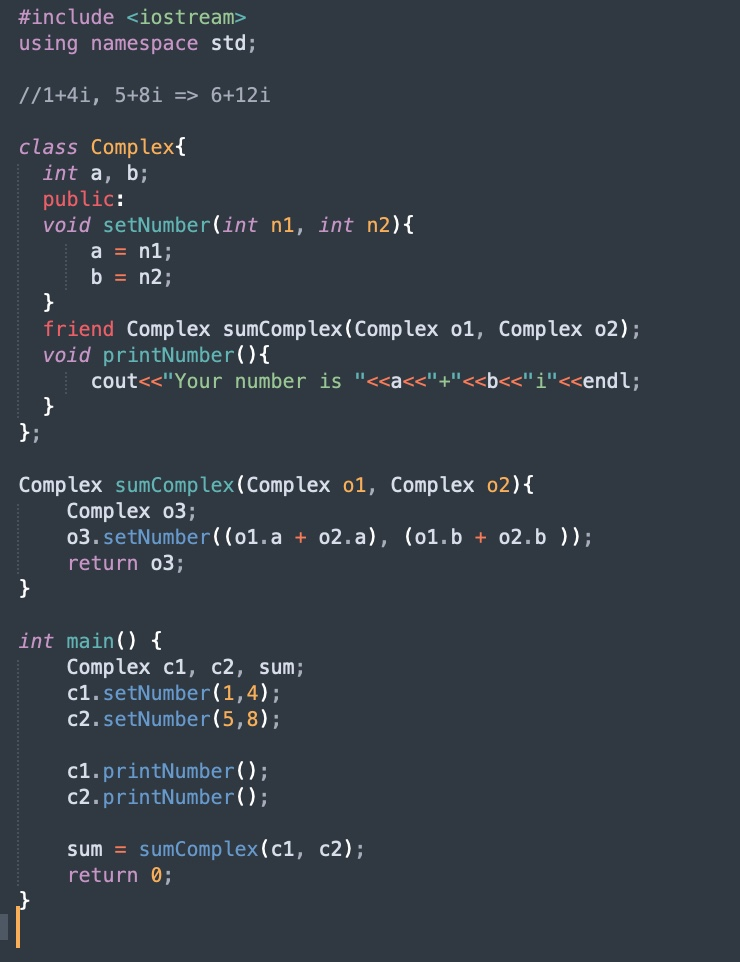 #include <iostream>
using namespace std;
//1+4i, 5+8i => 6+12i
class Complex{
int a, b;
public:
void setNumber(int n1, int n2){
a = n1;
b = n2;
}
friend Complex sumComplex(Complex o1, Complex o2);
void printNumber(){
cout<<"Your number is "<<a<<"+"<<b<<"i"<<endl;
}
};
Complex sumComplex(Complex o1, Complex o2){
Complex o3;
o3.setNumber((o1.a + o2.a), (o1.b + o2.b ));
return o3;
}
int main() {
Complex c1, c2, sum;
c1.setNumber(1,4);
c2.setNumber(5,8);
c1.printNumber();
c2.printNumber();
sum = sumComplex(c1, c2);
return 0;
}